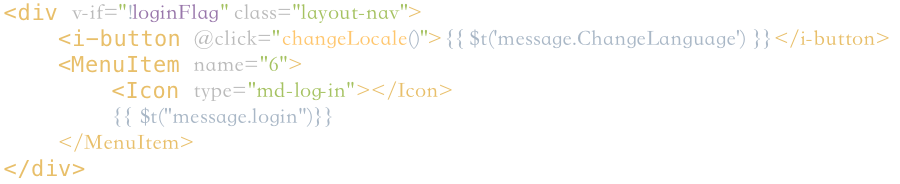 <div v-if="!loginFlag" class="layout-nav">
<i-button @click="changeLocale()">{{ $t('message.ChangeLanguage') }}</i-button>
<MenuItem name="6">
<Icon type="md-log-in"></Icon>
{{ $t("message.login")}}
</MenuItem>
</div>